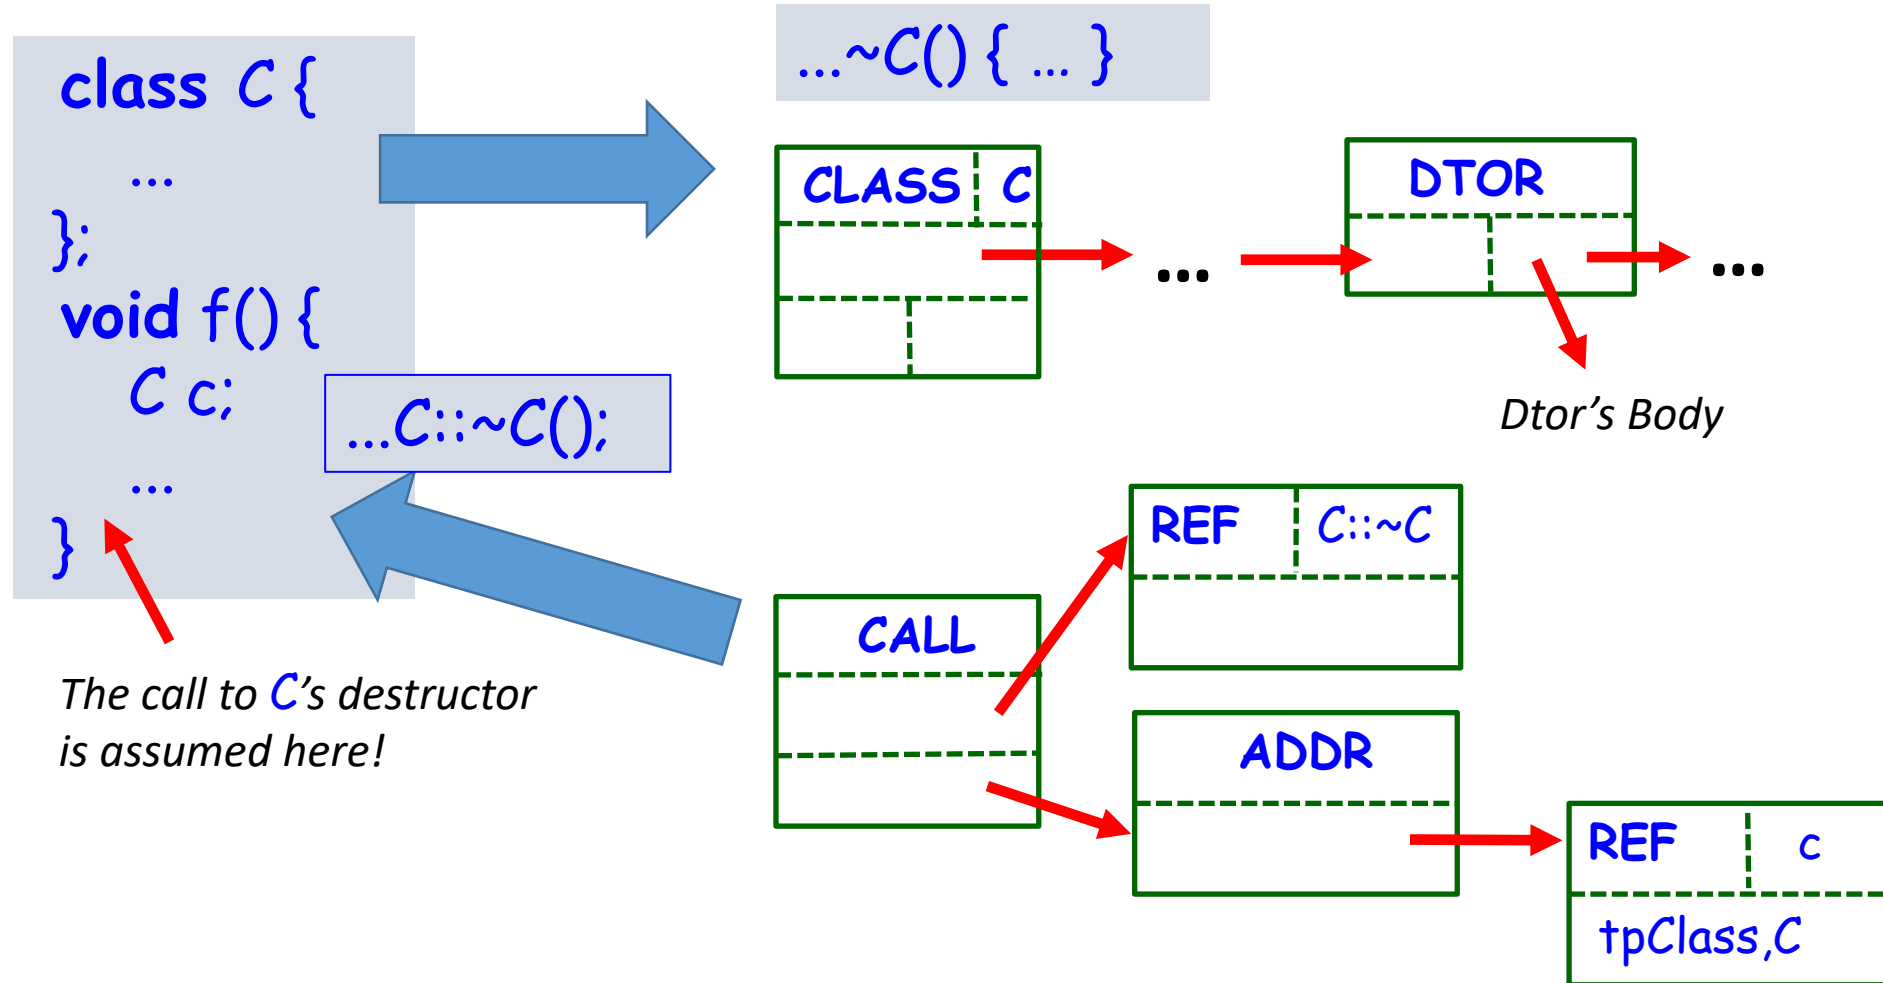 class C {
...
};
void f() {
C c;
...
}
...C::~C();
The call to C's destructor
is assumed here!
...~C() { ... }
CLASS C
...
DTOR
...
Dtor's Body
CALL
REF C::~C
ADDR
REF c
tpClass,C